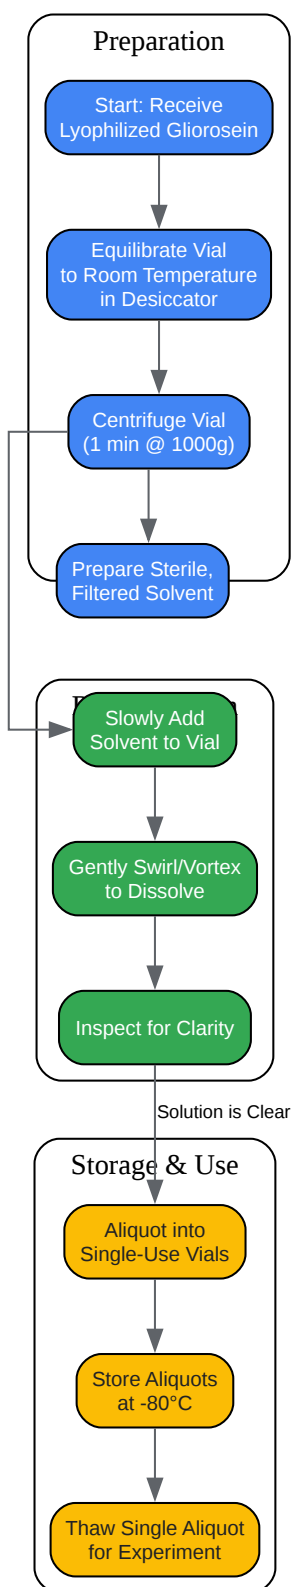 Preparation
Start: Receive
Lyophilized Gliorosein
Equilibrate Vial
to Room Temperature
in Desiccator
Centrifuge Vial
(1 min @ 1000g)
Prepare Sterile,
Filtered Solvent
Slowly Add
Solvent to Vial
Gently Swirl/Vortex
to Dissolve
Inspect for Clarity
Solution is Clear
Storage & Use
Aliquot into
Single-Use Vials
Store Aliquots
at -80°C
Thaw Single Aliquot
for Experiment